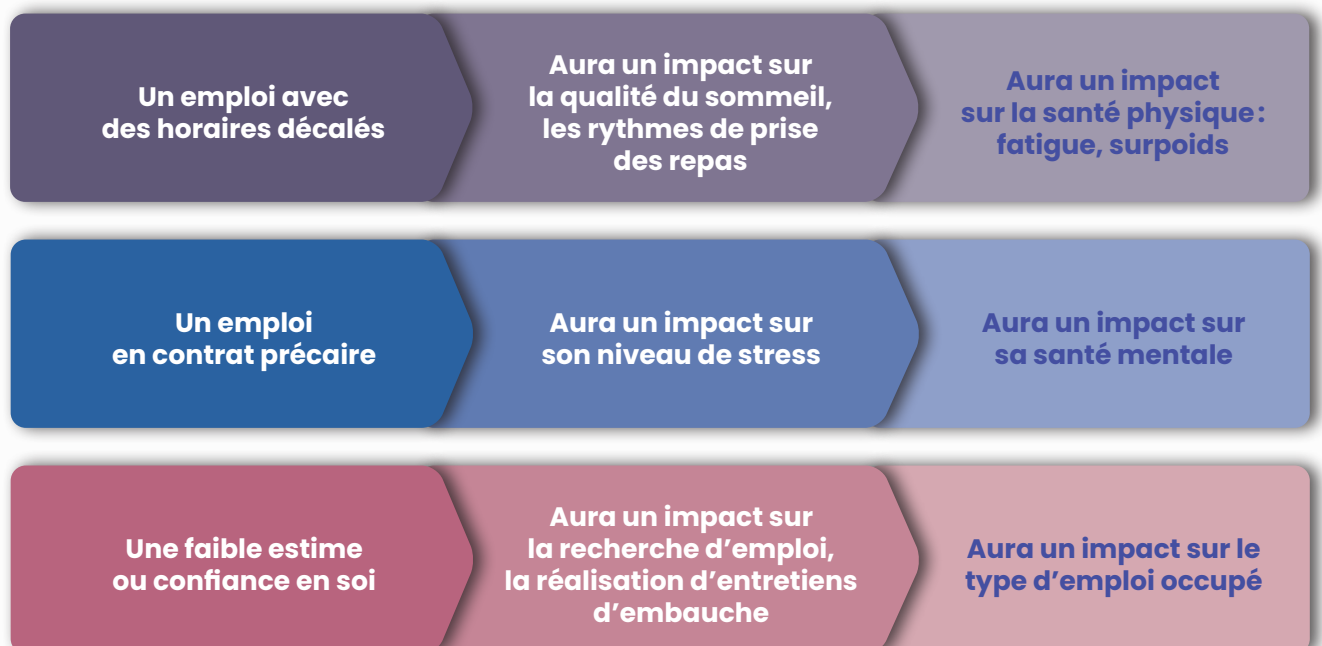 Un emploi avec
des horaires décalés
Aura un impact sur
la qualité du sommeil,
les rythmes de prise
des repas
Aura un impact
sur la santé physique :
fatigue, surpoids
Un emploi
en contrat précaire
Aura un impact sur
son niveau de stress
Aura un impact sur
sa santé mentale
Une faible estime
ou confiance en soi
Aura un impact sur
la recherche d’emploi,
la réalisation d’entretiens
d’embauche
Aura un impact sur le
type d’emploi occupé